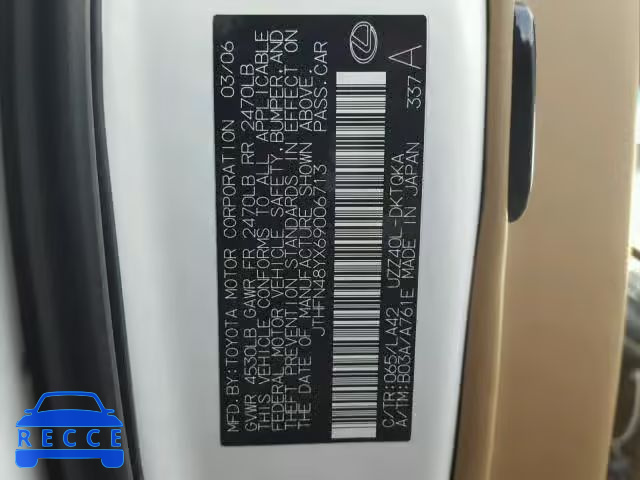 MFD.BY:TOYOTA MOTOR CORPORATION 03/06
GVWR 4530LB GAWR FR 2470LB RR 2470LB
THIS VEHICLE CONFORMS TO ALL APPLICABLE
FEDERAL MOTOR VEHICLE SAFETY, BUMPER, AND
THEFT PREVENTION STANDARDS IN EFFECT ON
THE DATE OF MANUFACTURE SHOWN ABOVE.
JTHFN48YX69006713 PASS.CAR
C/TR:065/LA42 UZZ40L-DKTQKA 337 A
A/TM:B03A/A761E MADE IN JAPAN
RECCE